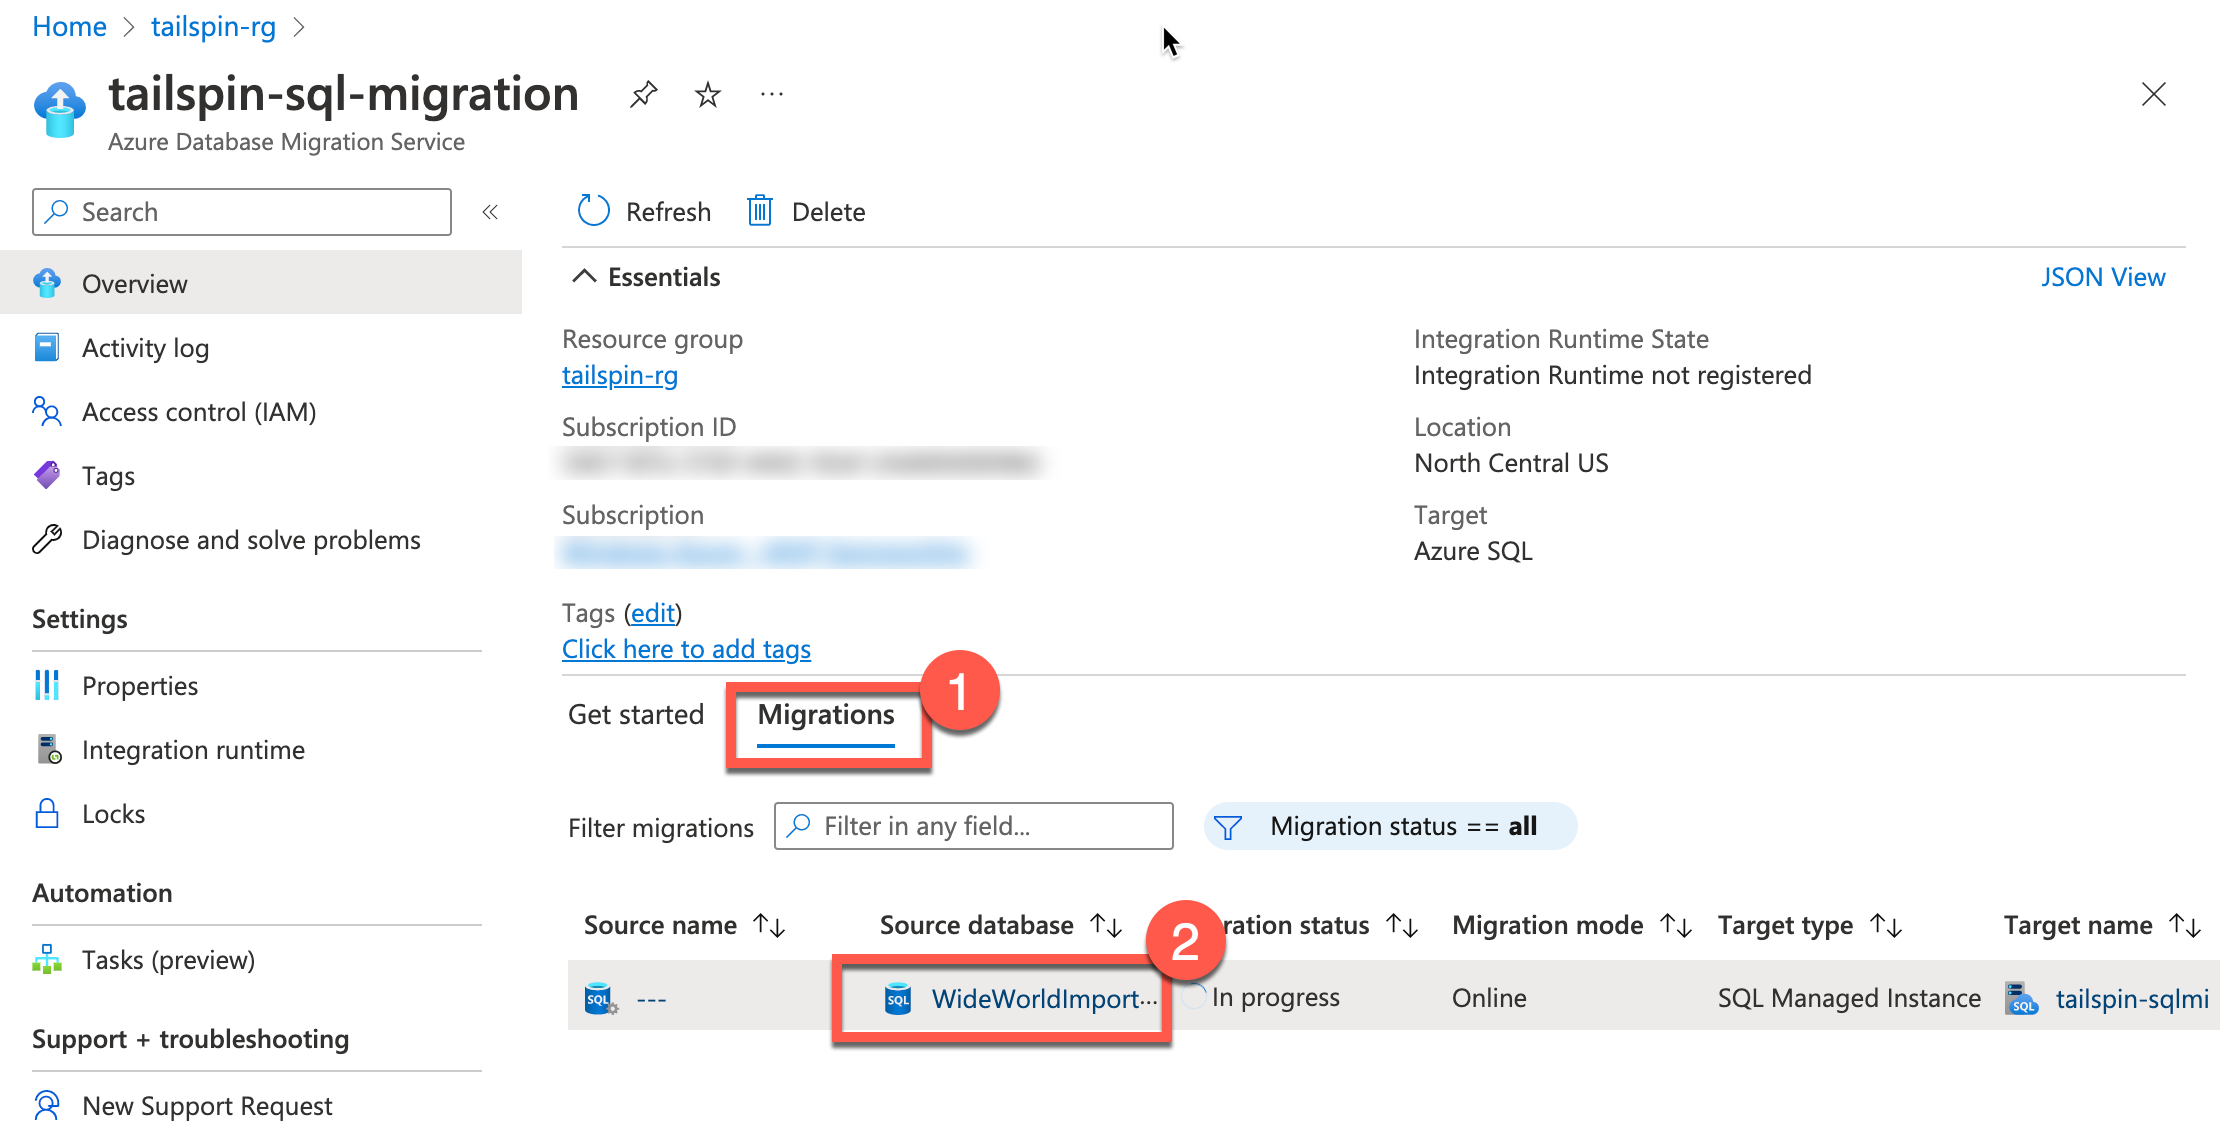 Home > tailspin-rg >
tailspin-sql-migration
Azure Database Migration Service
Search
«
Overview
Activity log
Access control (IAM)
Tags
Diagnose and solve problems
Settings
Properties
Integration runtime
Locks
Automation
Tasks (preview)
Support + troubleshooting
New Support Request
Refresh Delete
Essentials JSON View
Resource group
tailspin-rg
Subscription ID
Subscription
Tags (edit)
Click here to add tags
Integration Runtime State
Integration Runtime not registered
Location
North Central US
Target
Azure SQL
Get started Migrations 1
Filter migrations Filter in any field... Migration status == all
Source name Source database 2 ration status Migration mode Target type Target name
SQL --- SQL WideWorldImport... In progress Online SQL Managed Instance SQL tailspin-sqlmi